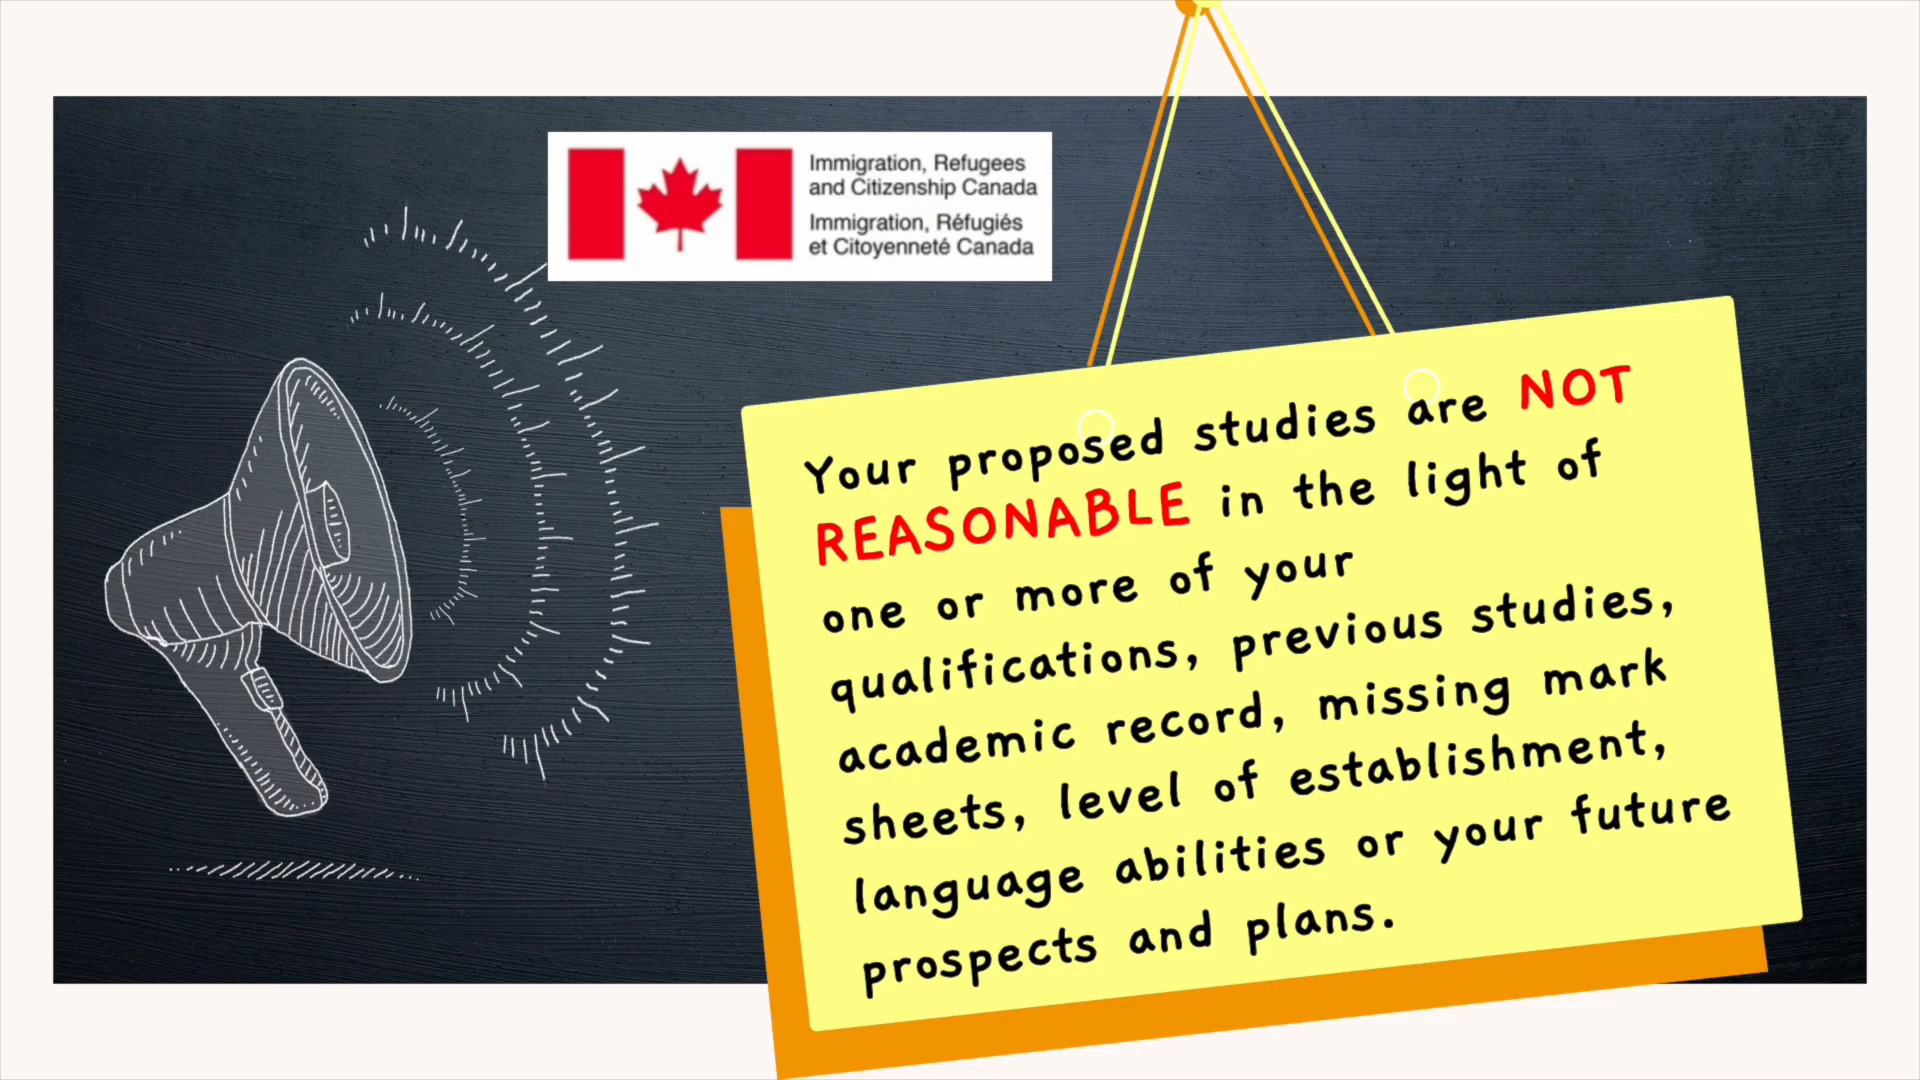 Immigration, Refugees
and Citizenship Canada
Immigration, Réfugiés
et Citoyenneté Canada
Your proposed studies are NOT
REASONABLE in the light of
one or more of your
qualifications, previous studies,
academic record, missing mark
sheets, level of establishment,
language abilities or your future
prospects and plans.